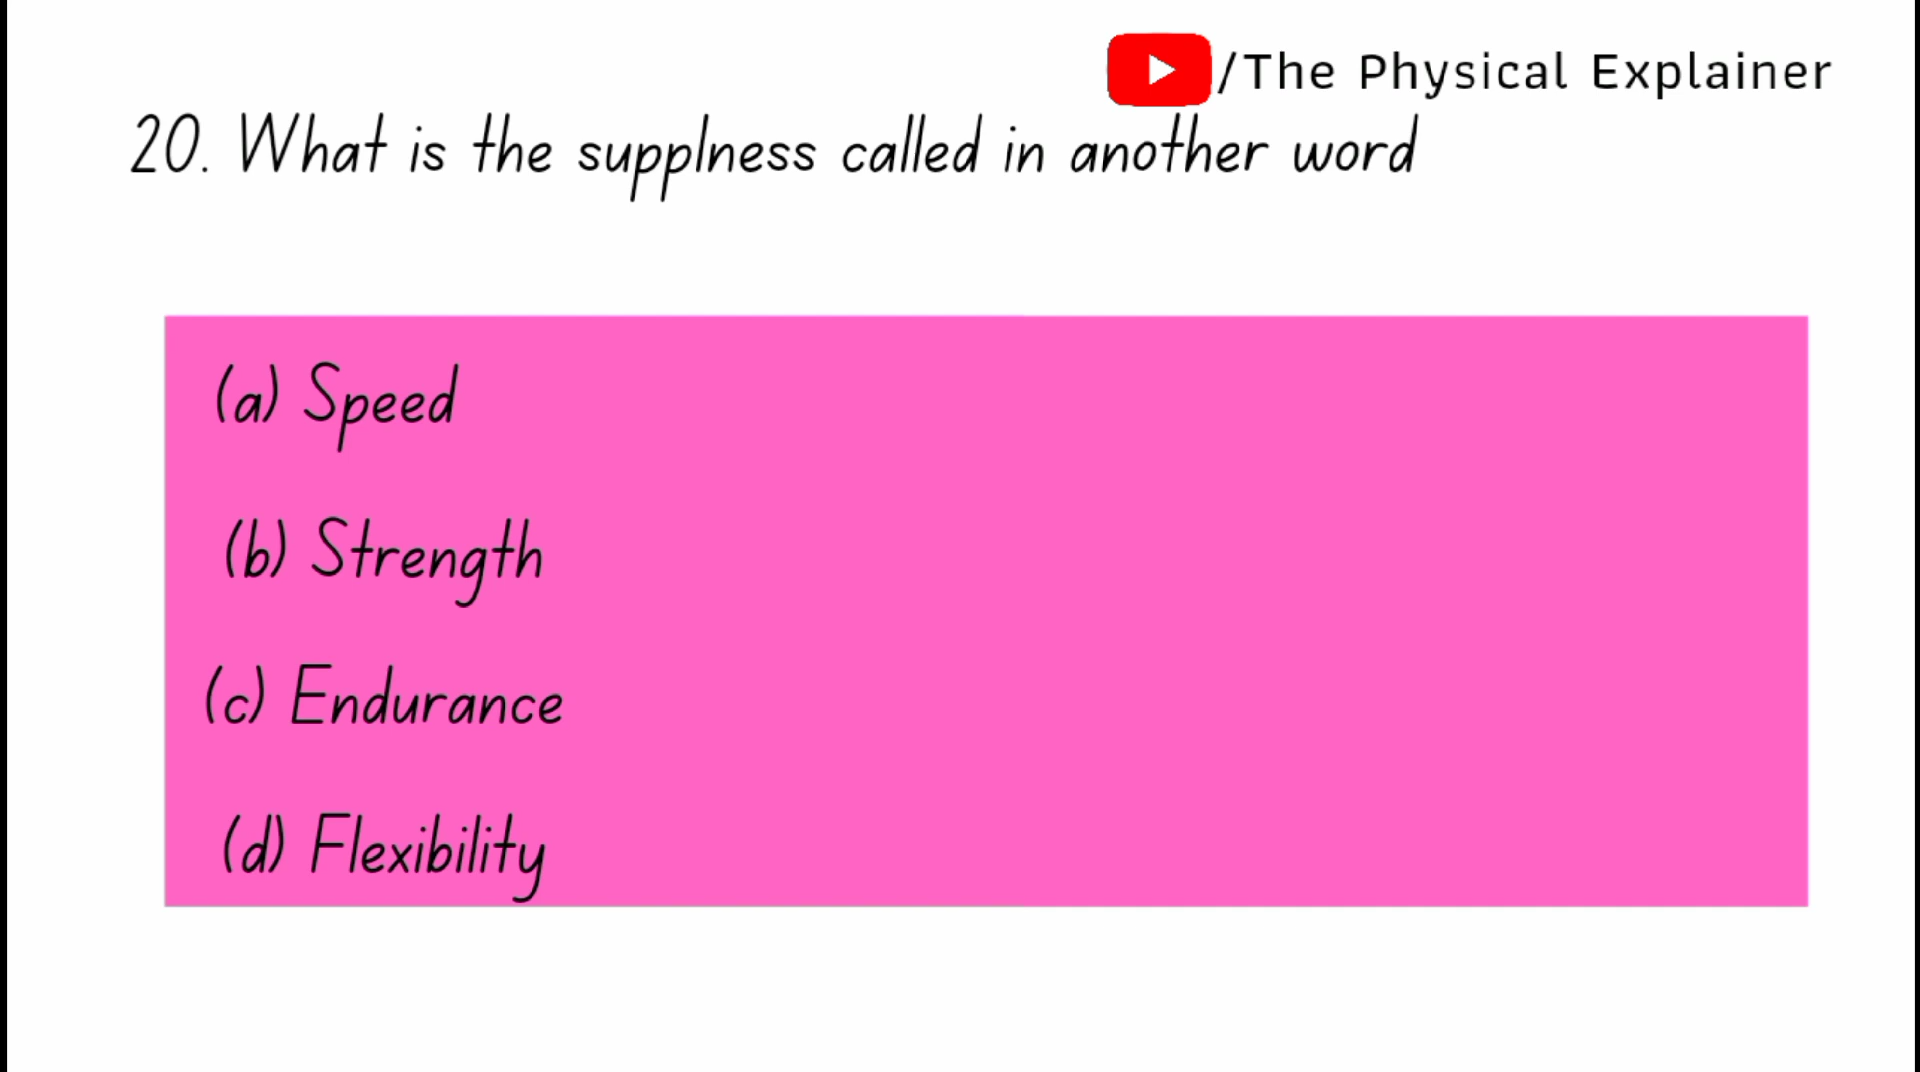 /The Physical Explainer
20. What is the supplness called in another word
(a) Speed
(b) Strength
(c) Endurance
(d) Flexibility